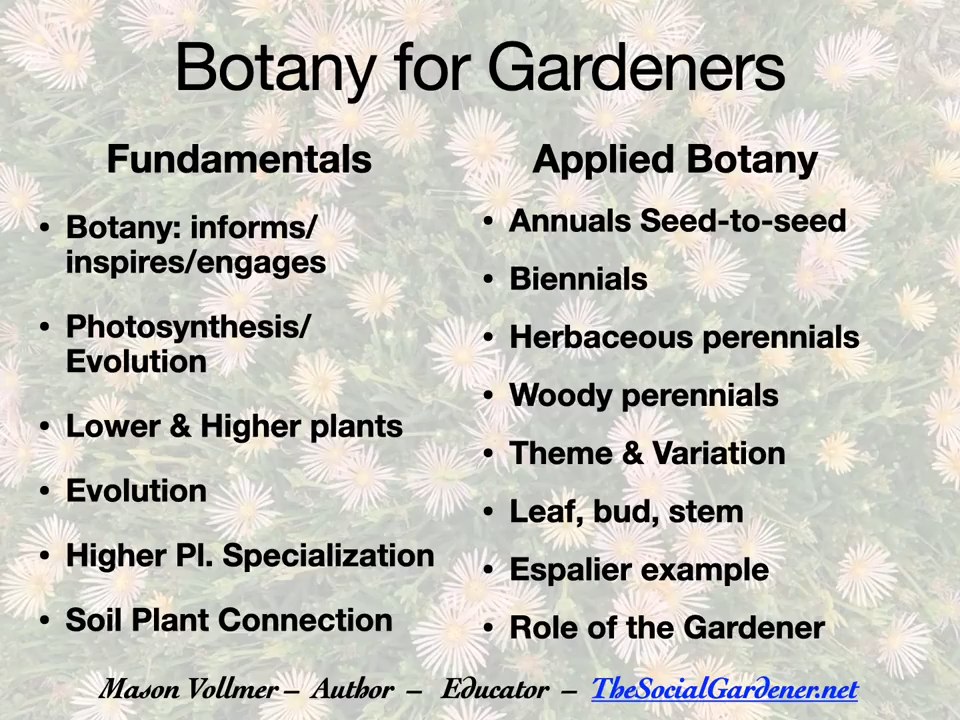 Botany for Gardeners
Fundamentals
• Botany: informs/
inspires/engages
• Photosynthesis/
Evolution
• Lower & Higher plants
• Evolution
• Higher Pl. Specialization
• Soil Plant Connection
Applied Botany
• Annuals Seed-to-seed
• Biennials
• Herbaceous perennials
• Woody perennials
• Theme & Variation
• Leaf, bud, stem
• Espalier example
• Role of the Gardener
Mason Vollmer – Author – Educator – TheSocialGardener.net